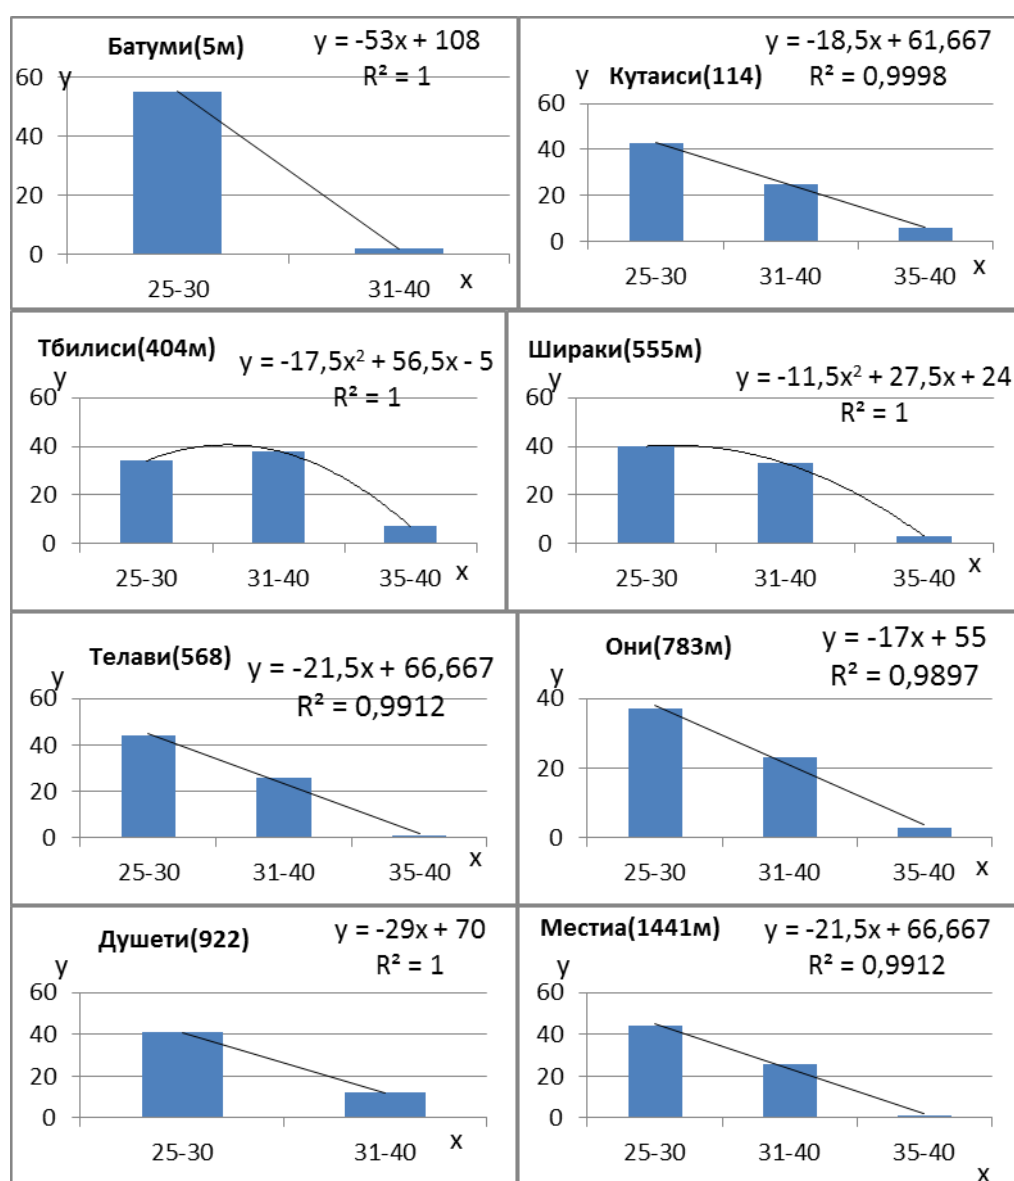 Батуми(5м)
y = -53x + 108
R² = 1
y
60
40
20
0
25-30
31-40
x
y = -18,5x + 61,667
R² = 0,9998
y
Кутаиси(114)
60
40
20
0
25-30
31-40
35-40
x
Тбилиси(404м)
y = -17,5x² + 56,5x - 5
R² = 1
y
60
40
20
0
25-30
31-40
35-40
x
Шираки(555м)
y = -11,5x² + 27,5x + 24
R² = 1
y
60
40
20
0
25-30
31-40
35-40
x
Телави(568)
y = -21,5x + 66,667
R² = 0,9912
y
60
40
20
0
25-30
31-40
35-40
x
Они(783м)
y = -17x + 55
R² = 0,9897
y
40
20
0
25-30
31-40
35-40
x
Душети(922)
y = -29x + 70
R² = 1
y
60
40
20
0
25-30
31-40
x
Местиа(1441м)
y = -21,5x + 66,667
R² = 0,9912
y
60
40
20
0
25-30
31-40
35-40
x